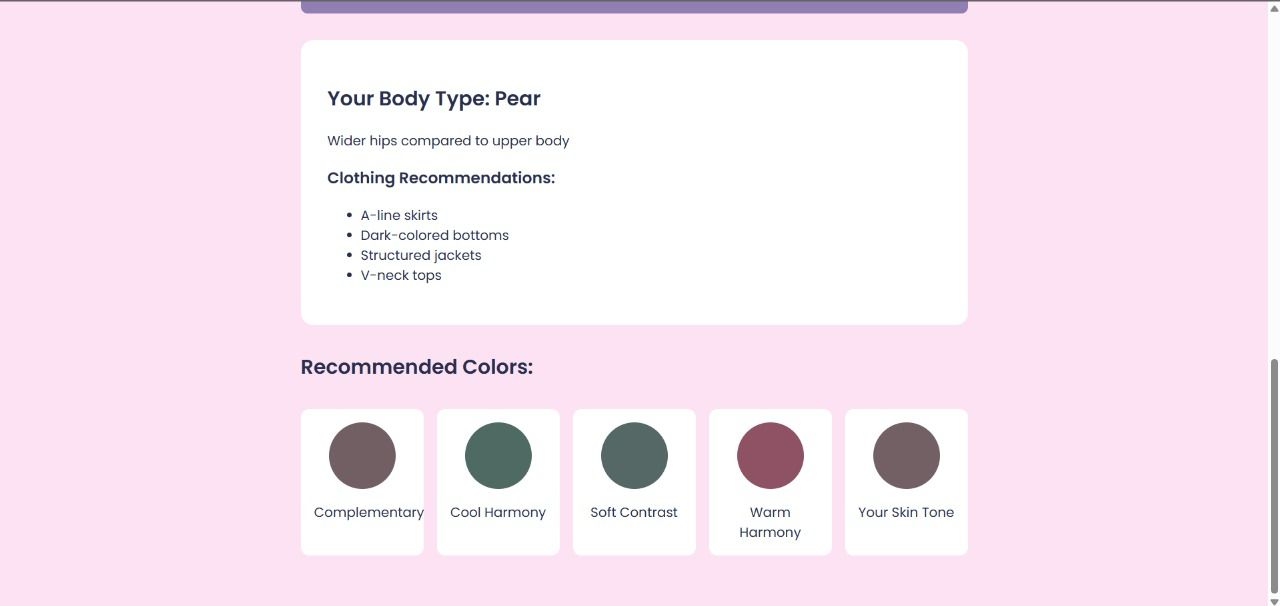 Your Body Type: Pear
Wider hips compared to upper body
Clothing Recommendations:
A-line skirts
Dark-colored bottoms
Structured jackets
V-neck tops
Recommended Colors:
Complementary
Cool Harmony
Soft Contrast
Warm
Harmony
Your Skin Tone